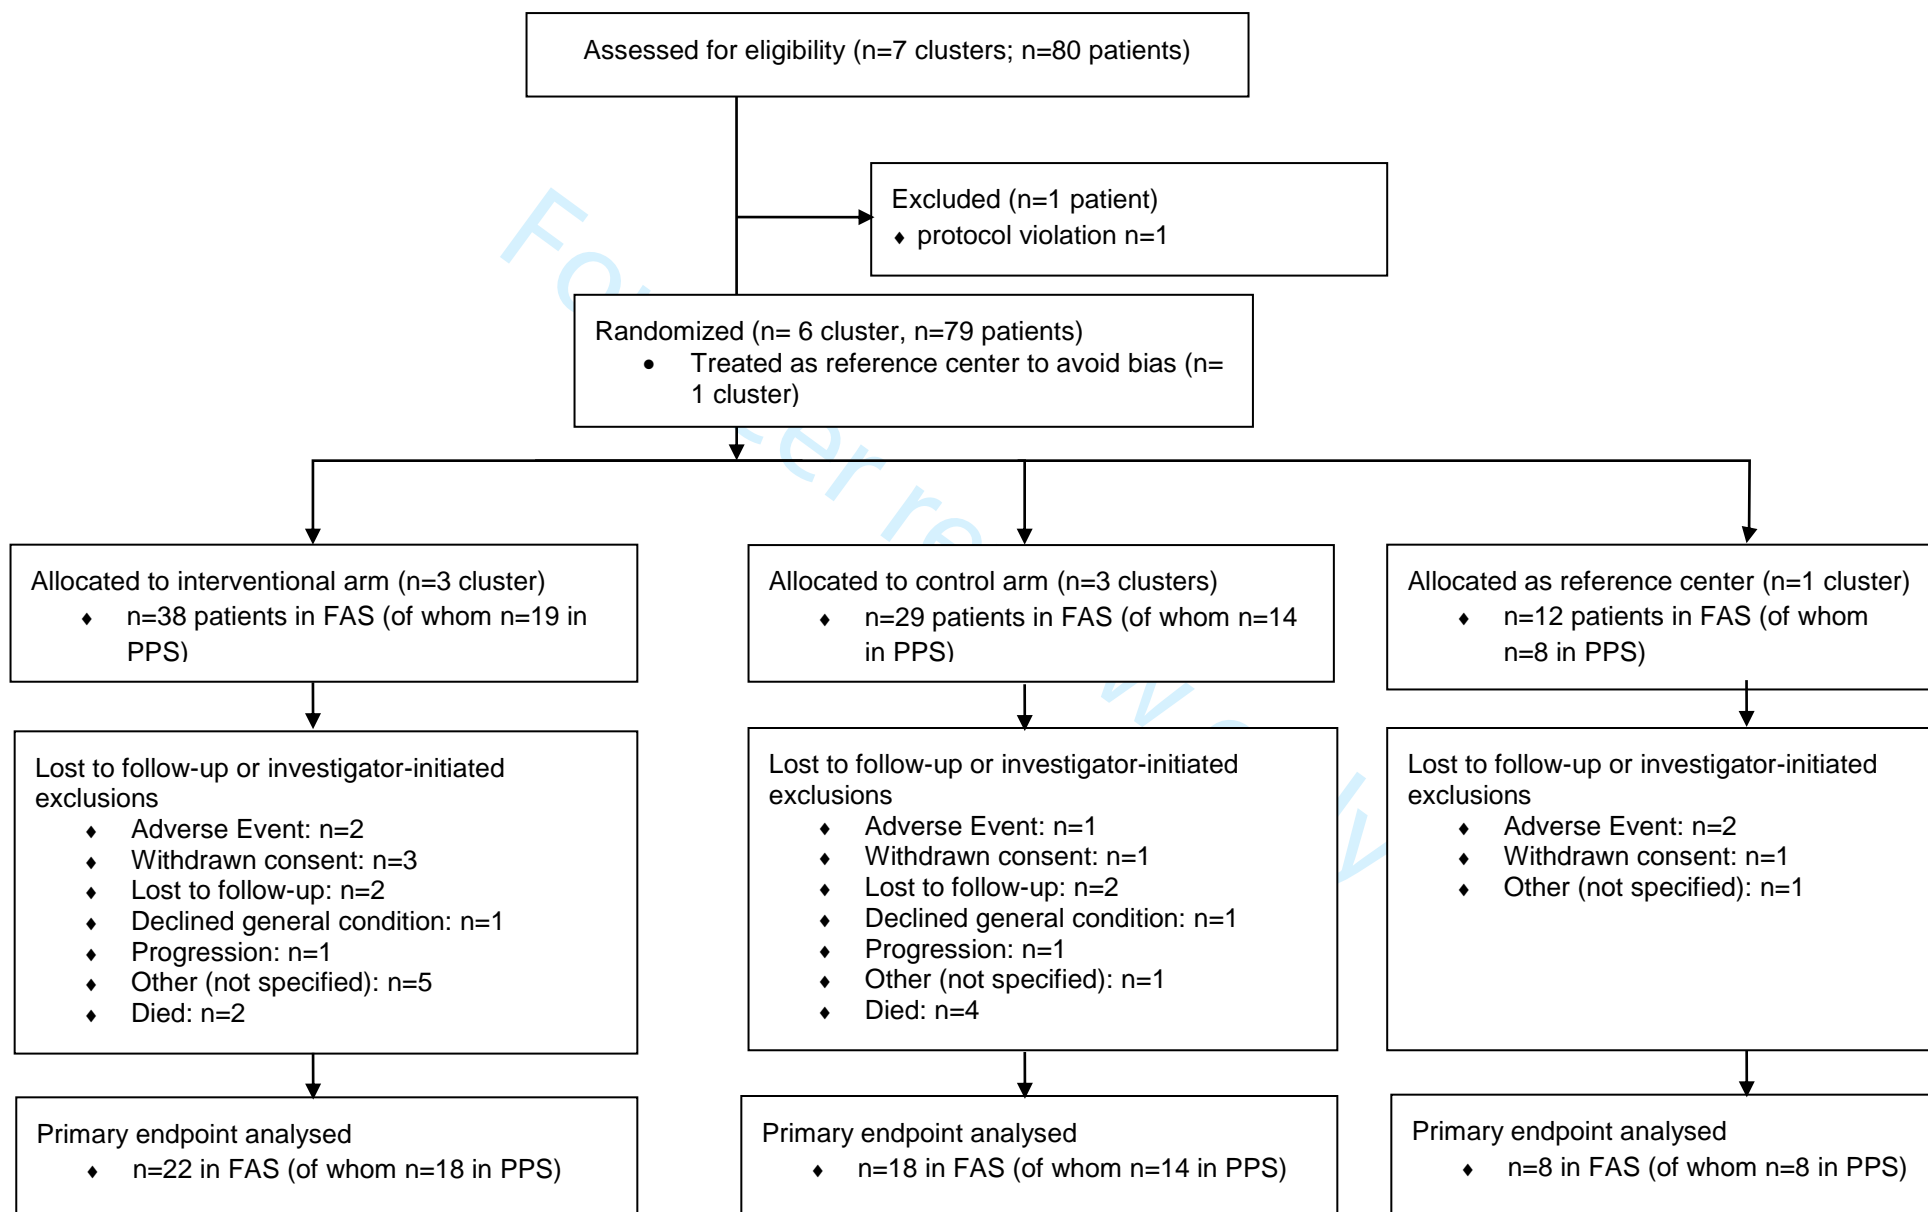 Assessed for eligibility (n=7 clusters; n=80 patients)
Excluded (n=1 patient)
♦ protocol violation n=1
Randomized (n= 6 cluster, n=79 patients)
• Treated as reference center to avoid bias (n=
1 cluster)
Allocated to interventional arm (n=3 cluster)
♦ n=38 patients in FAS (of whom n=19 in
PPS)
Allocated to control arm (n=3 clusters)
♦ n=29 patients in FAS (of whom n=14
in PPS)
Allocated as reference center (n=1 cluster)
♦ n=12 patients in FAS (of whom
n=8 in PPS)
Lost to follow-up or investigator-initiated
exclusions
♦ Adverse Event: n=2
♦ Withdrawn consent: n=3
♦ Lost to follow-up: n=2
♦ Declined general condition: n=1
♦ Progression: n=1
♦ Other (not specified): n=5
♦ Died: n=2
Lost to follow-up or investigator-initiated
exclusions
♦ Adverse Event: n=1
♦ Withdrawn consent: n=1
♦ Lost to follow-up: n=2
♦ Declined general condition: n=1
♦ Progression: n=1
♦ Other (not specified): n=1
♦ Died: n=4
Lost to follow-up or investigator-initiated
exclusions
♦ Adverse Event: n=2
♦ Withdrawn consent: n=1
♦ Other (not specified): n=1
Primary endpoint analysed
♦ n=22 in FAS (of whom n=18 in PPS)
Primary endpoint analysed
♦ n=18 in FAS (of whom n=14 in PPS)
Primary endpoint analysed
♦ n=8 in FAS (of whom n=8 in PPS)